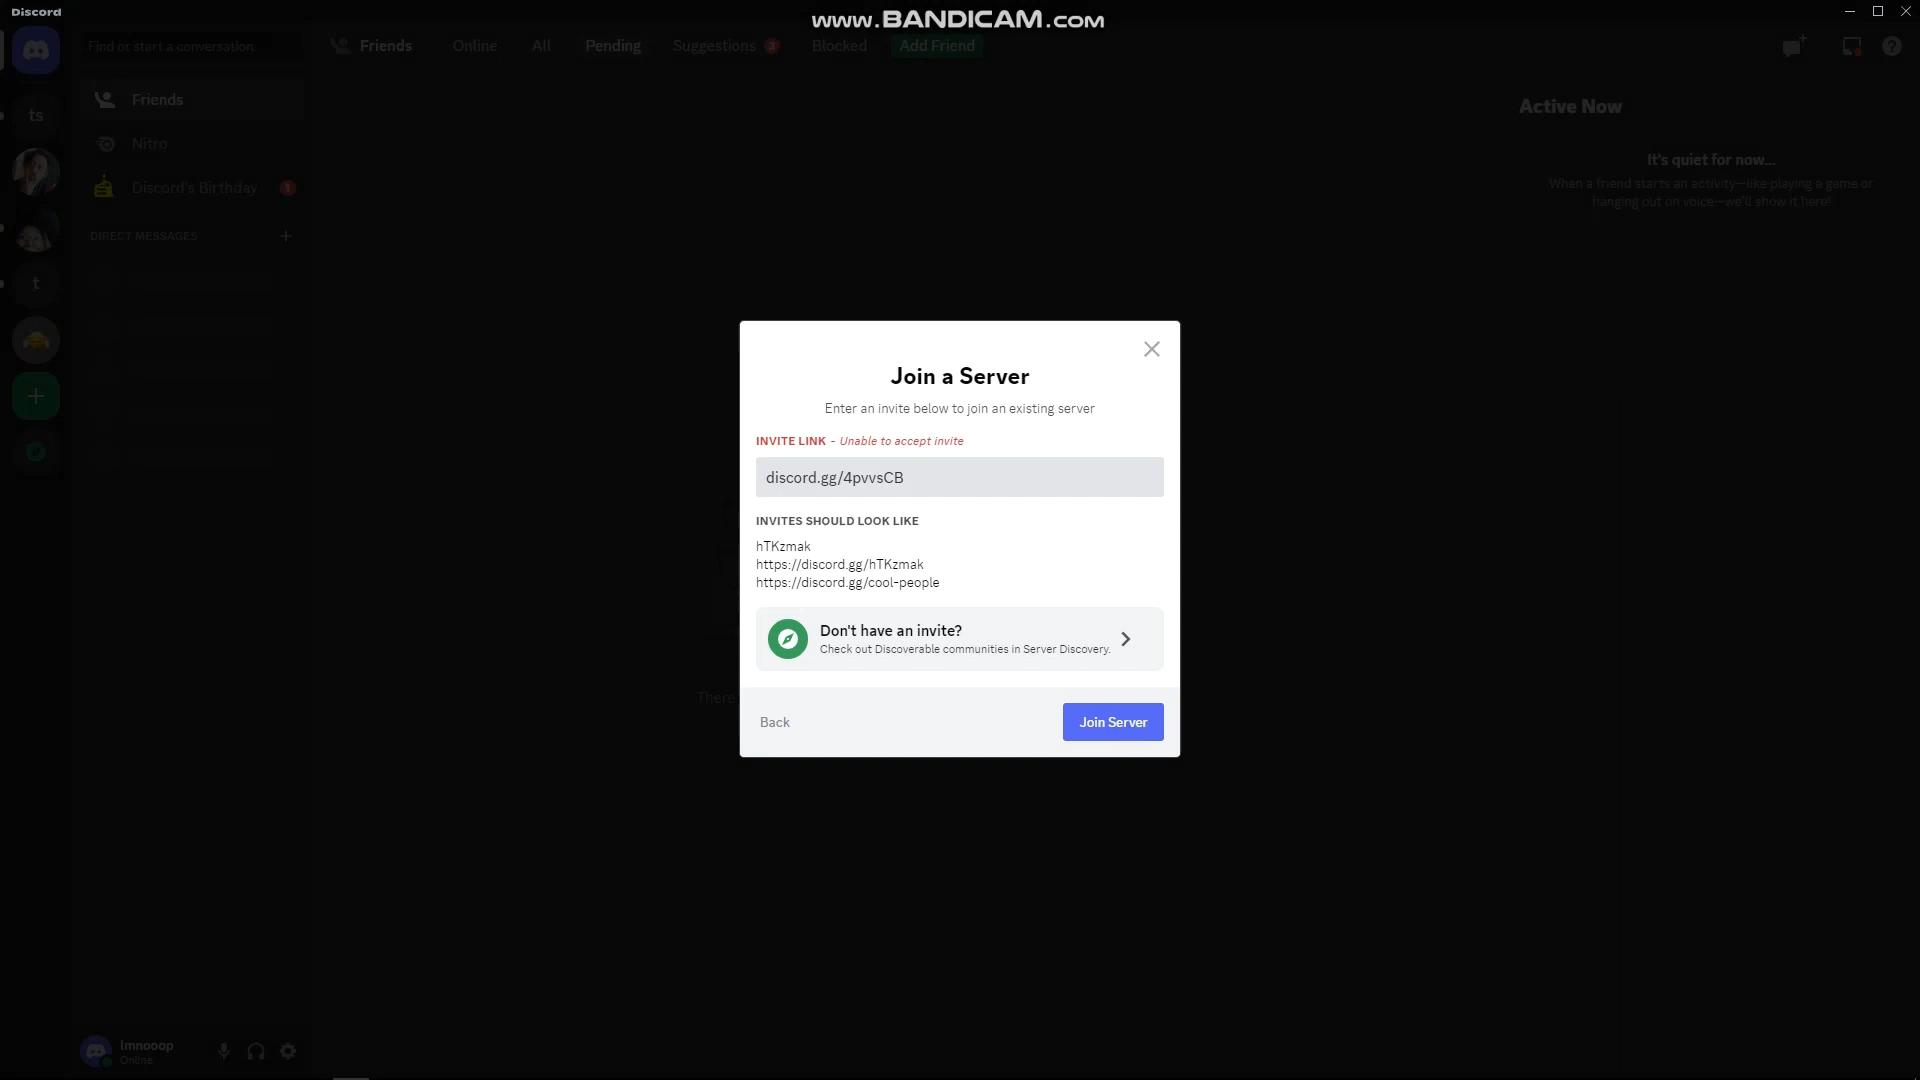 Discord
www.BANDICAM.com
Find or start a conversation
Friends
Online
All
Pending
Suggestions
3
Blocked
Add Friend
ts
t
Friends
Nitro
Discord's Birthday
1
DIRECT MESSAGES
Active Now
It's quiet for now...
When a friend starts an activity—like playing a game or
hanging out on voice—we'll show it here!
There
Join a Server
Enter an invite below to join an existing server
INVITE LINK - Unable to accept invite
discord.gg/4pvvsCB
INVITES SHOULD LOOK LIKE
hTKzmak
https://discord.gg/hTKzmak
https://discord.gg/cool-people
Don't have an invite?
Check out Discoverable communities in Server Discovery.
Back
Join Server
lmnooop
Online